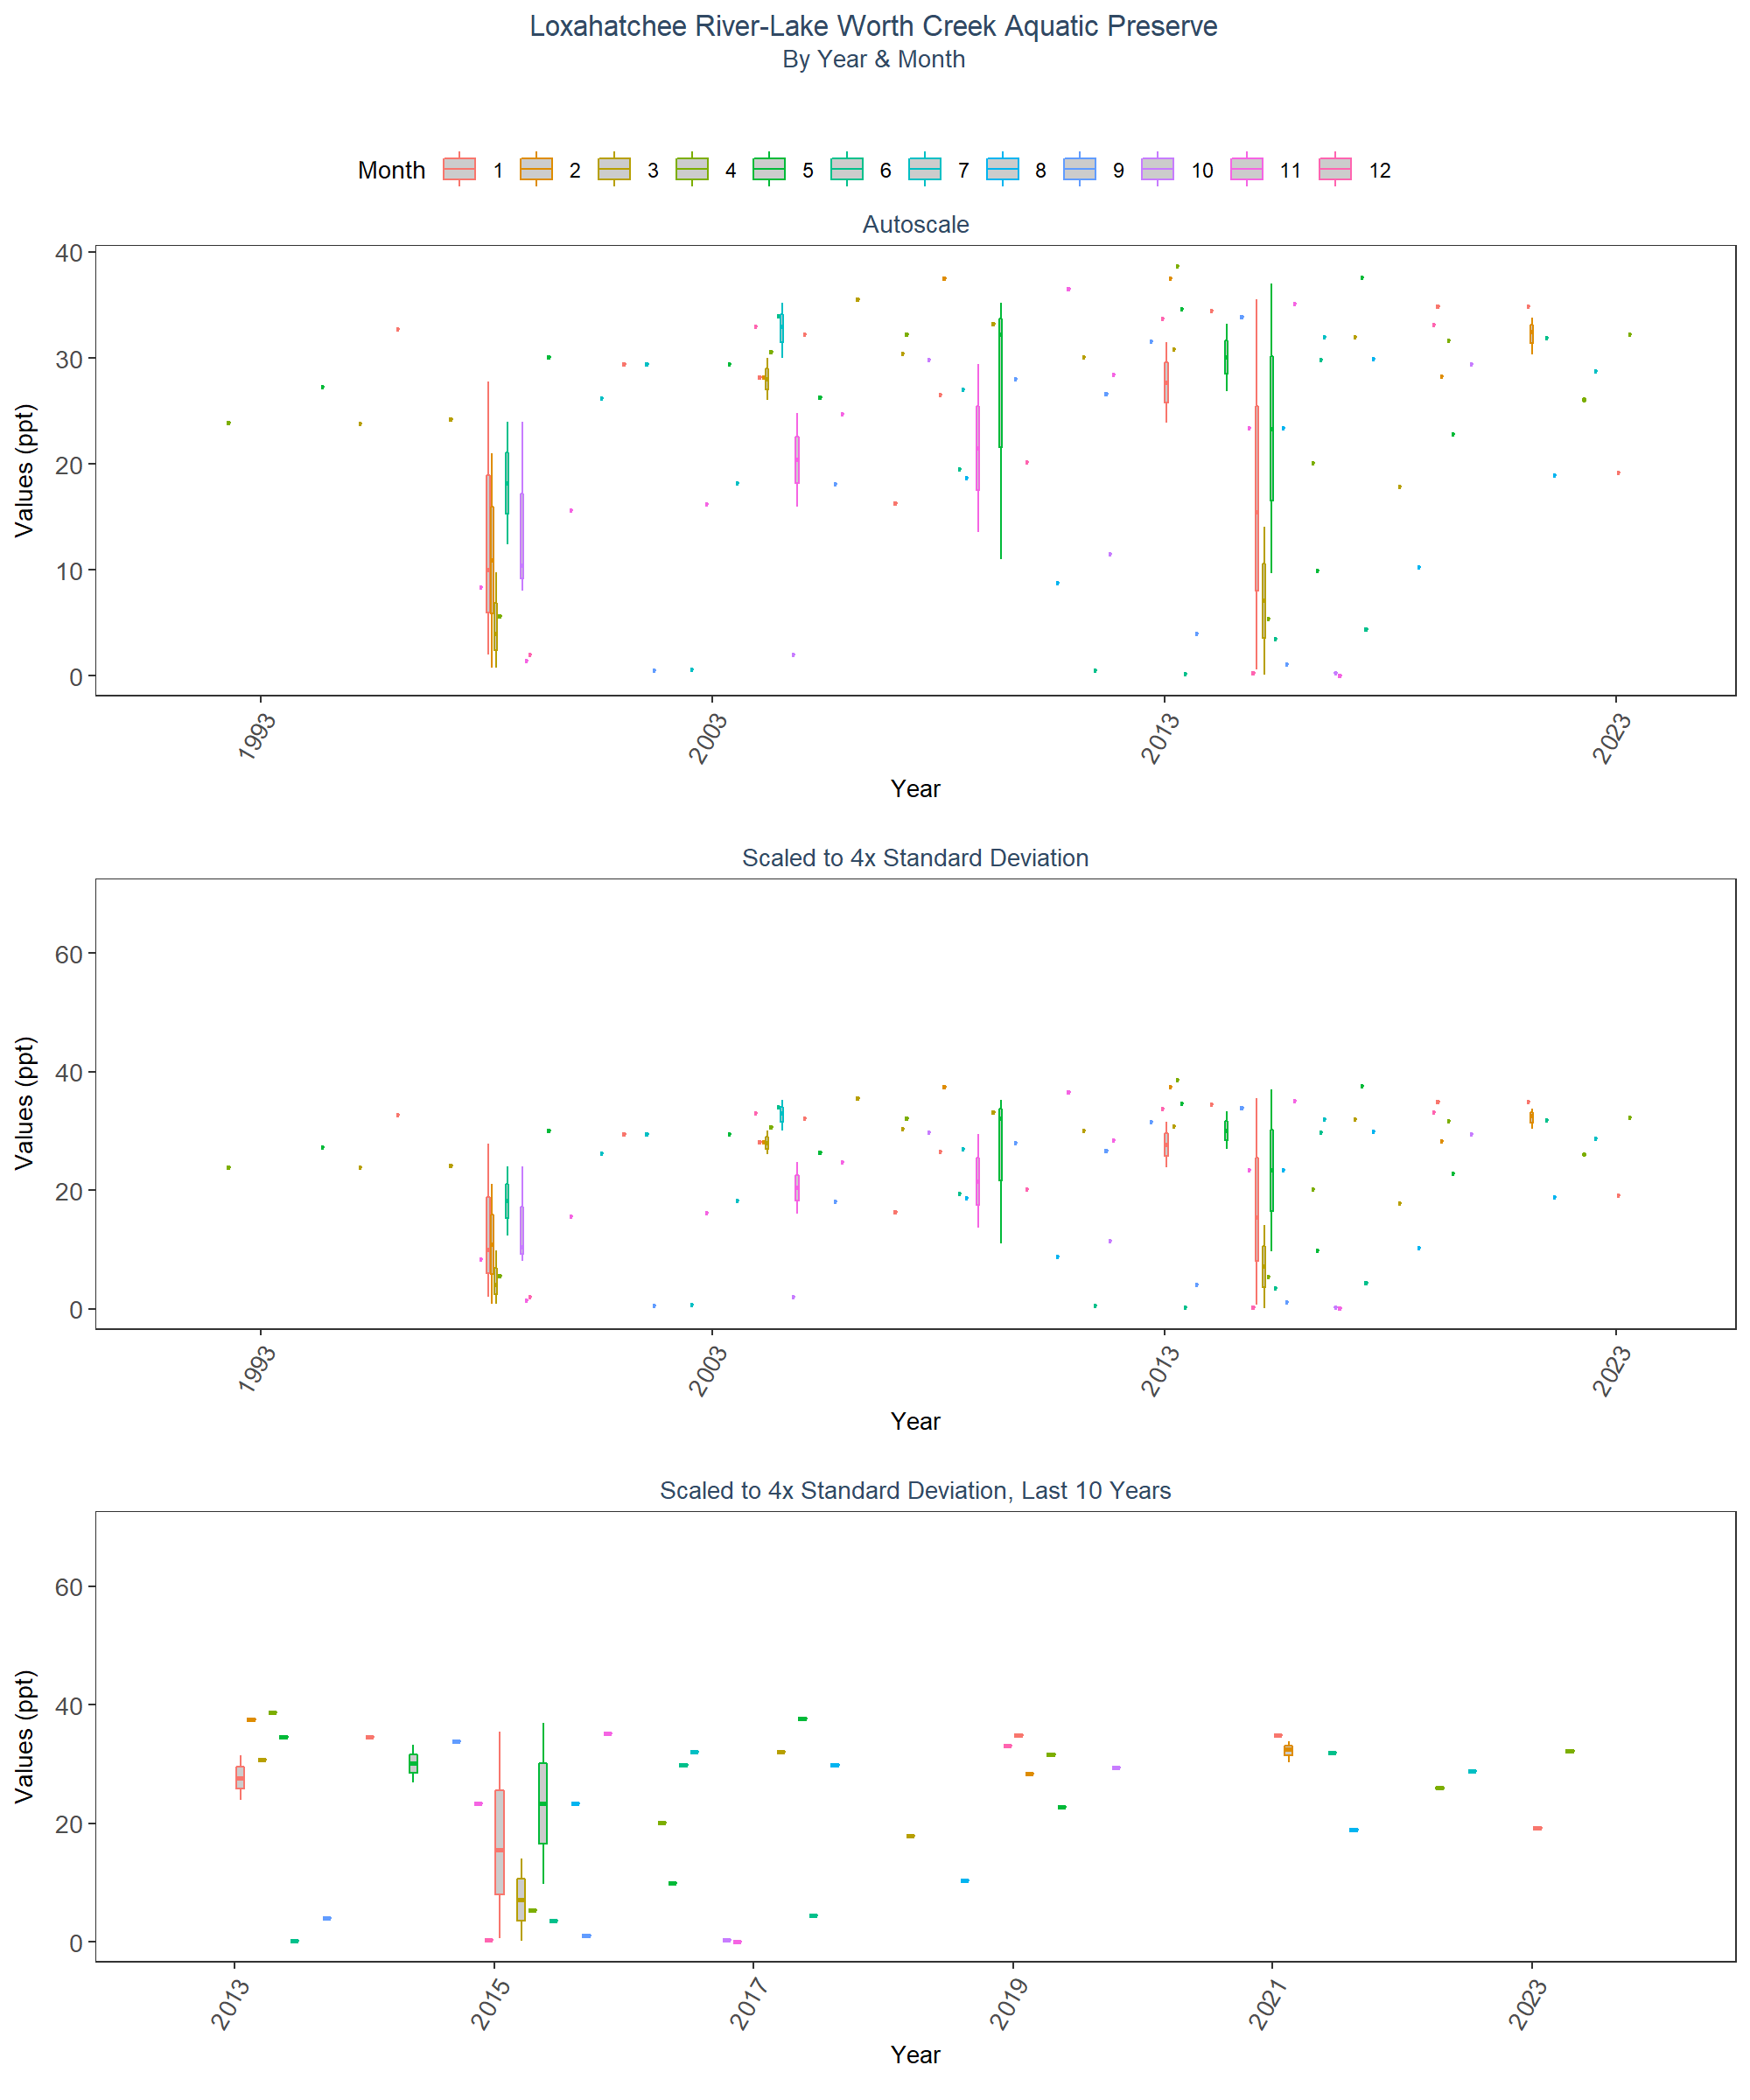 Loxahatchee River-Lake Worth Creek Aquatic Preserve
By Year & Month
Month 1 2 3 4 5 6 7 8 9 10 11 12
Autoscale
Values (ppt)
40
30
20
10
0
1993 2003 2013 2023
Year
Scaled to 4x Standard Deviation
Values (ppt)
60
40
20
0
1993 2003 2013 2023
Year
Scaled to 4x Standard Deviation, Last 10 Years
Values (ppt)
60
40
20
0
2013 2015 2017 2019 2021 2023
Year